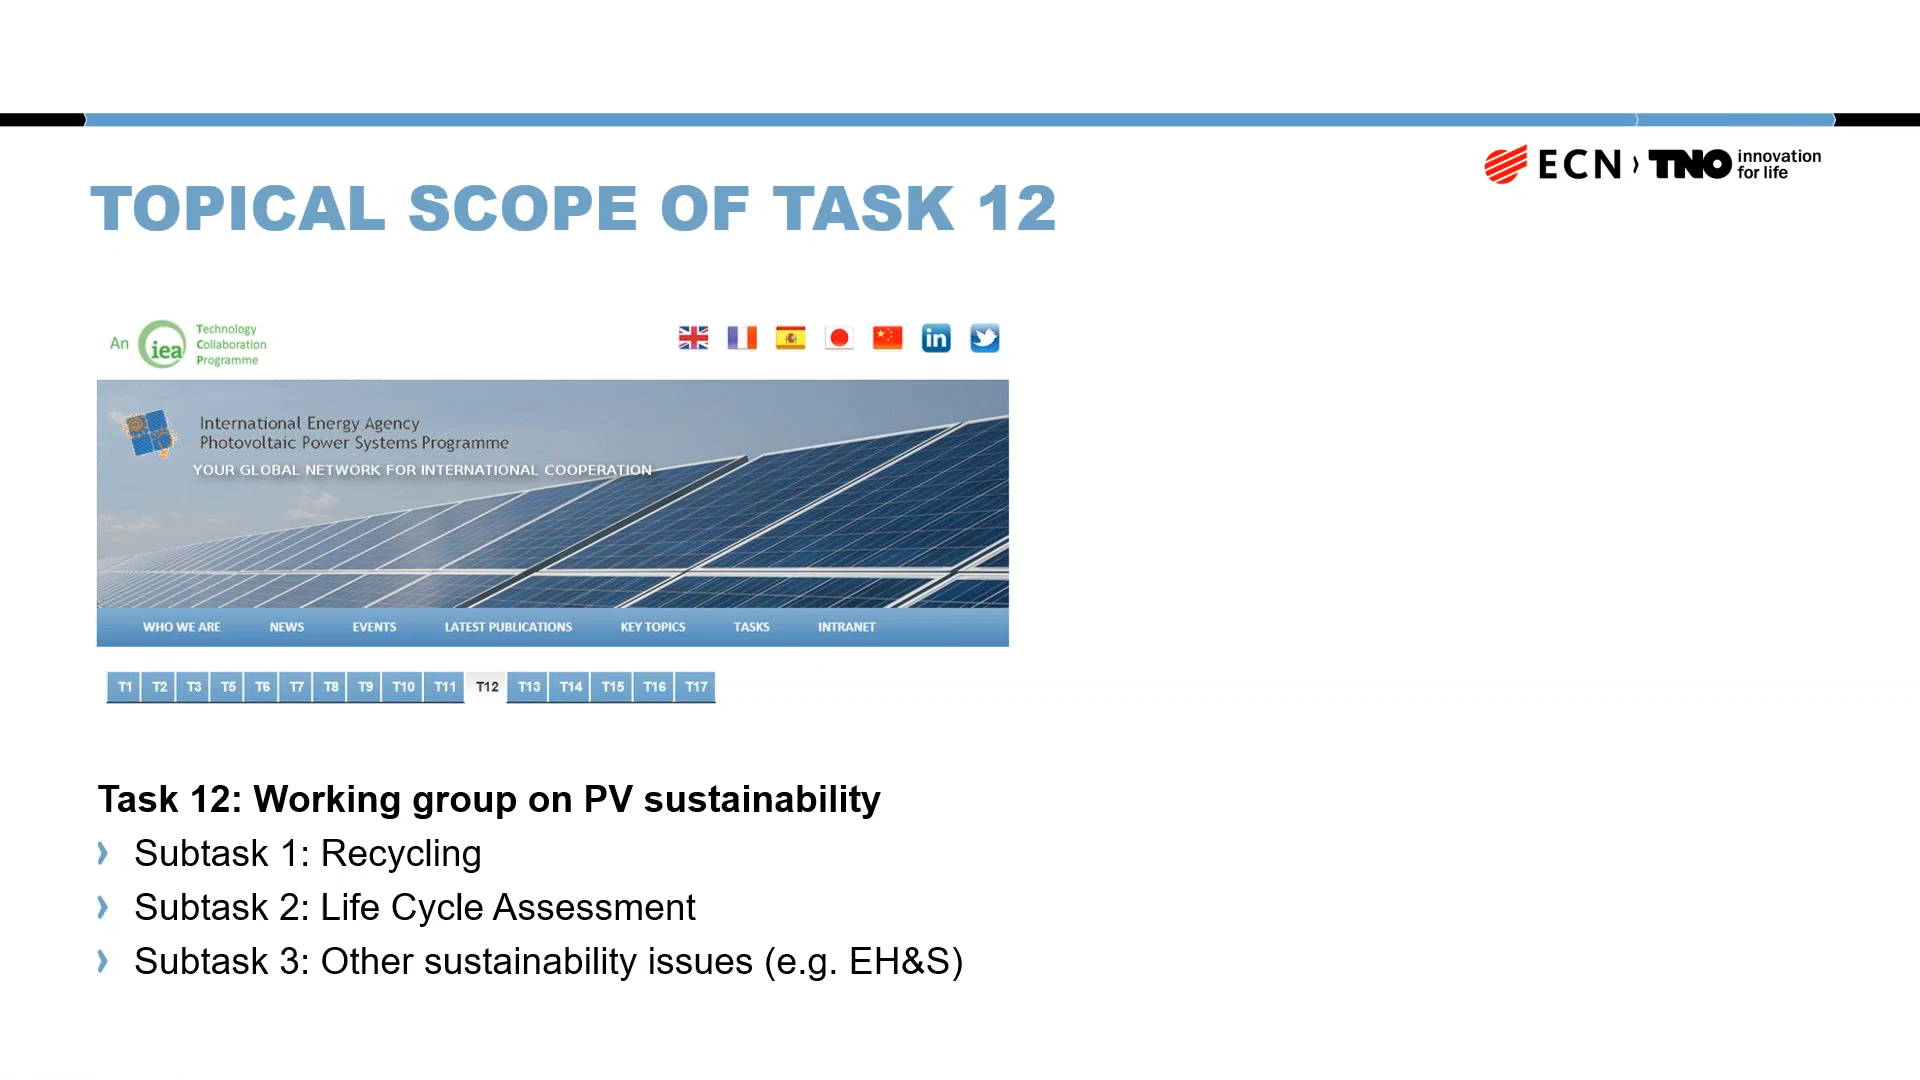 ECN TNO innovation
for life
TOPICAL SCOPE OF TASK 12
An iea Technology
Collaboration
Programme
in
International Energy Agency
Photovoltaic Power Systems Programme
YOUR GLOBAL NETWORK FOR INTERNATIONAL COOPERATION
WHO WE ARE NEWS EVENTS LATEST PUBLICATIONS KEY TOPICS TASKS INTRANET
T1 T2 T3 T5 T6 T7 T8 T9 T10 T11 T12 T13 T14 T15 T16 T17
Task 12: Working group on PV sustainability
Subtask 1: Recycling
Subtask 2: Life Cycle Assessment
Subtask 3: Other sustainability issues (e.g. EH&S)